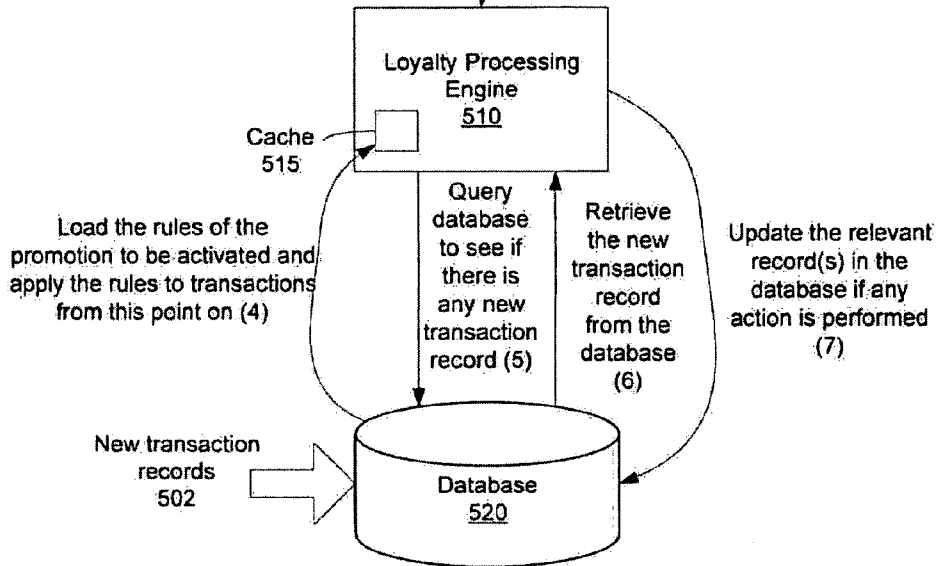 Loyalty Processing
Engine
510
Cache
515
Load the rules of the
promotion to be activated and
apply the rules to transactions
from this point on (4)
Query
database
to see if
there is
any new
transaction
record (5)
Retrieve
the new
transaction
record
from the
database
(6)
Update the relevant
record(s) in the
database if any
action is performed
(7)
New transaction
records
502
Database
520